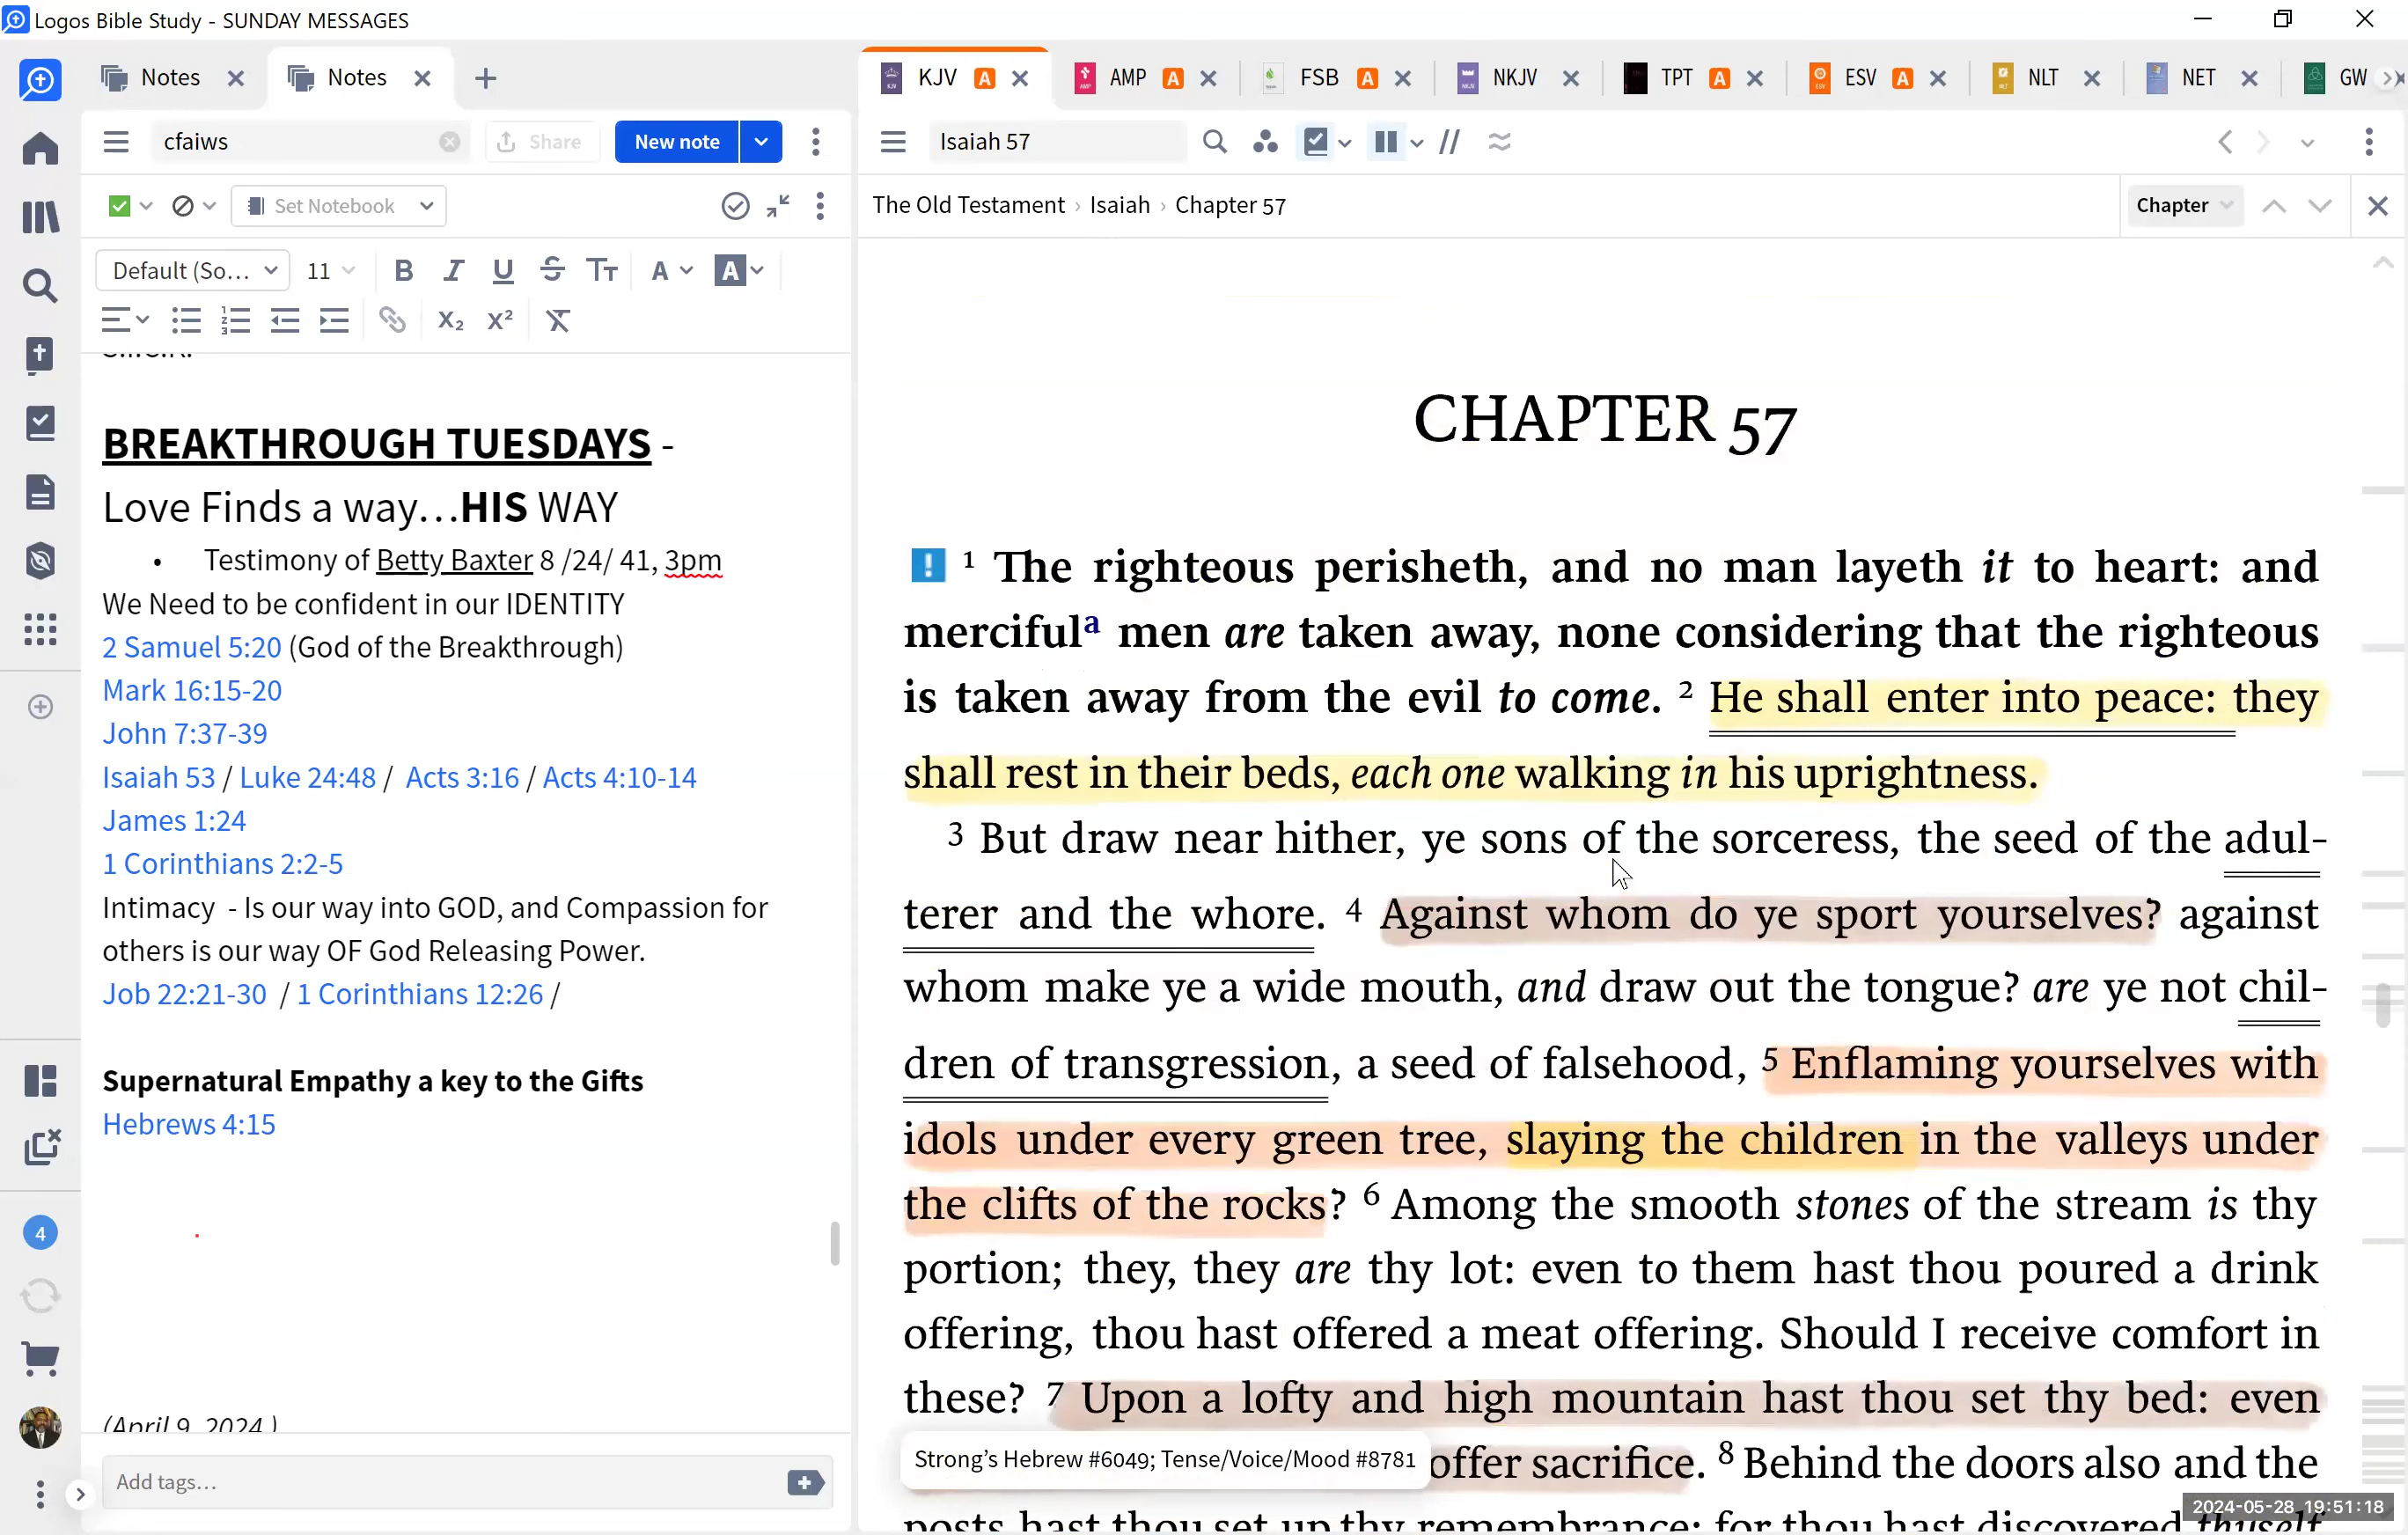 Logos Bible Study - SUNDAY MESSAGES
Notes
Notes
KJV A
AMP A
FSB A
NKJV
TPT A
ESV A
NLT
NET
GW
cfaiws
Share
New note
Isaiah 57
Set Notebook
The Old Testament › Isaiah › Chapter 57
Chapter
Default (So...
11
BREAKTHROUGH TUESDAYS -
Love Finds a way…HIS WAY
• Testimony of Betty Baxter 8 /24/ 41, 3pm
We Need to be confident in our IDENTITY
2 Samuel 5:20 (God of the Breakthrough)
Mark 16:15-20
John 7:37-39
Isaiah 53 / Luke 24:48 / Acts 3:16 / Acts 4:10-14
James 1:24
1 Corinthians 2:2-5
Intimacy - Is our way into GOD, and Compassion for
others is our way OF God Releasing Power.
Job 22:21-30 / 1 Corinthians 12:26 /
Supernatural Empathy a key to the Gifts
Hebrews 4:15
(April 9, 2024 )
Add tags...
4
CHAPTER 57
1 The righteous perisheth, and no man layeth it to heart: and
merciful a men are taken away, none considering that the righteous
is taken away from the evil to come. 2 He shall enter into peace: they
shall rest in their beds, each one walking in his uprightness.
3 But draw near hither, ye sons of the sorceress, the seed of the adul-
terer and the whore. 4 Against whom do ye sport yourselves? against
whom make ye a wide mouth, and draw out the tongue? are ye not chil-
dren of transgression, a seed of falsehood, 5 Enflaming yourselves with
idols under every green tree, slaying the children in the valleys under
the clifts of the rocks? 6 Among the smooth stones of the stream is thy
portion; they, they are thy lot: even to them hast thou poured a drink
offering, thou hast offered a meat offering. Should I receive comfort in
these? 7 Upon a lofty and high mountain hast thou set thy bed: even
Strong's Hebrew #6049; Tense/Voice/Mood #8781
offer sacrifice. 8 Behind the doors also and the
posts hast thou set up thy remembrance: for thou hast discovered thyself
2024-05-28 19:51:18